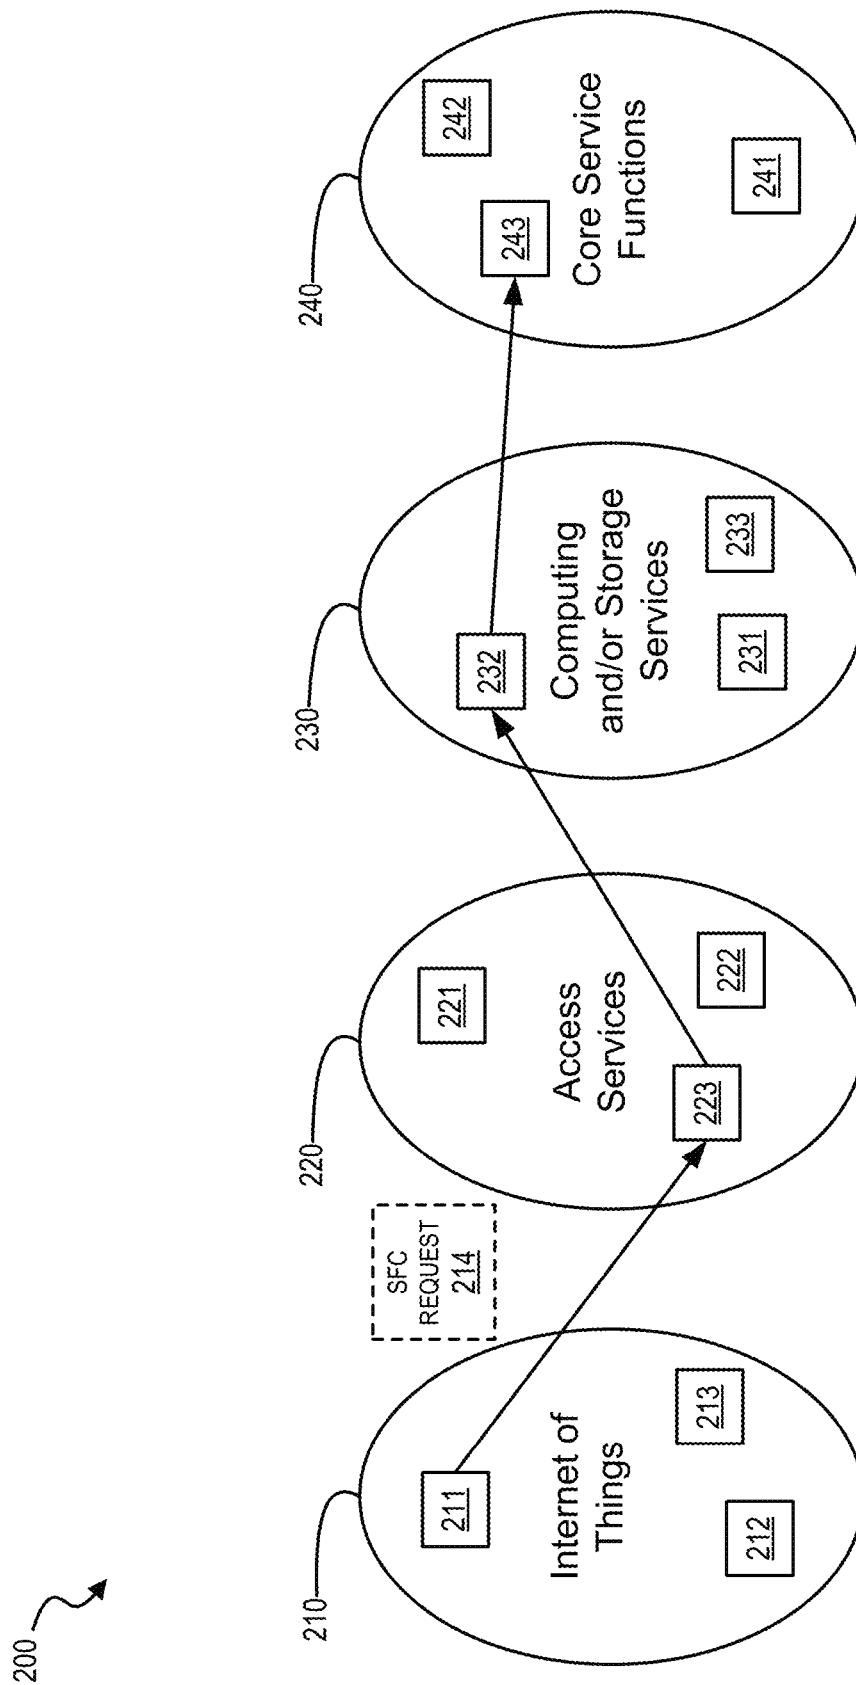 200
210
211
Internet of
Things
212
213
SFC
REQUEST
214
220
221
Access
Services
222
223
230
232
Computing
and/or Storage
Services
231
233
240
242
243
Core Service
Functions
241